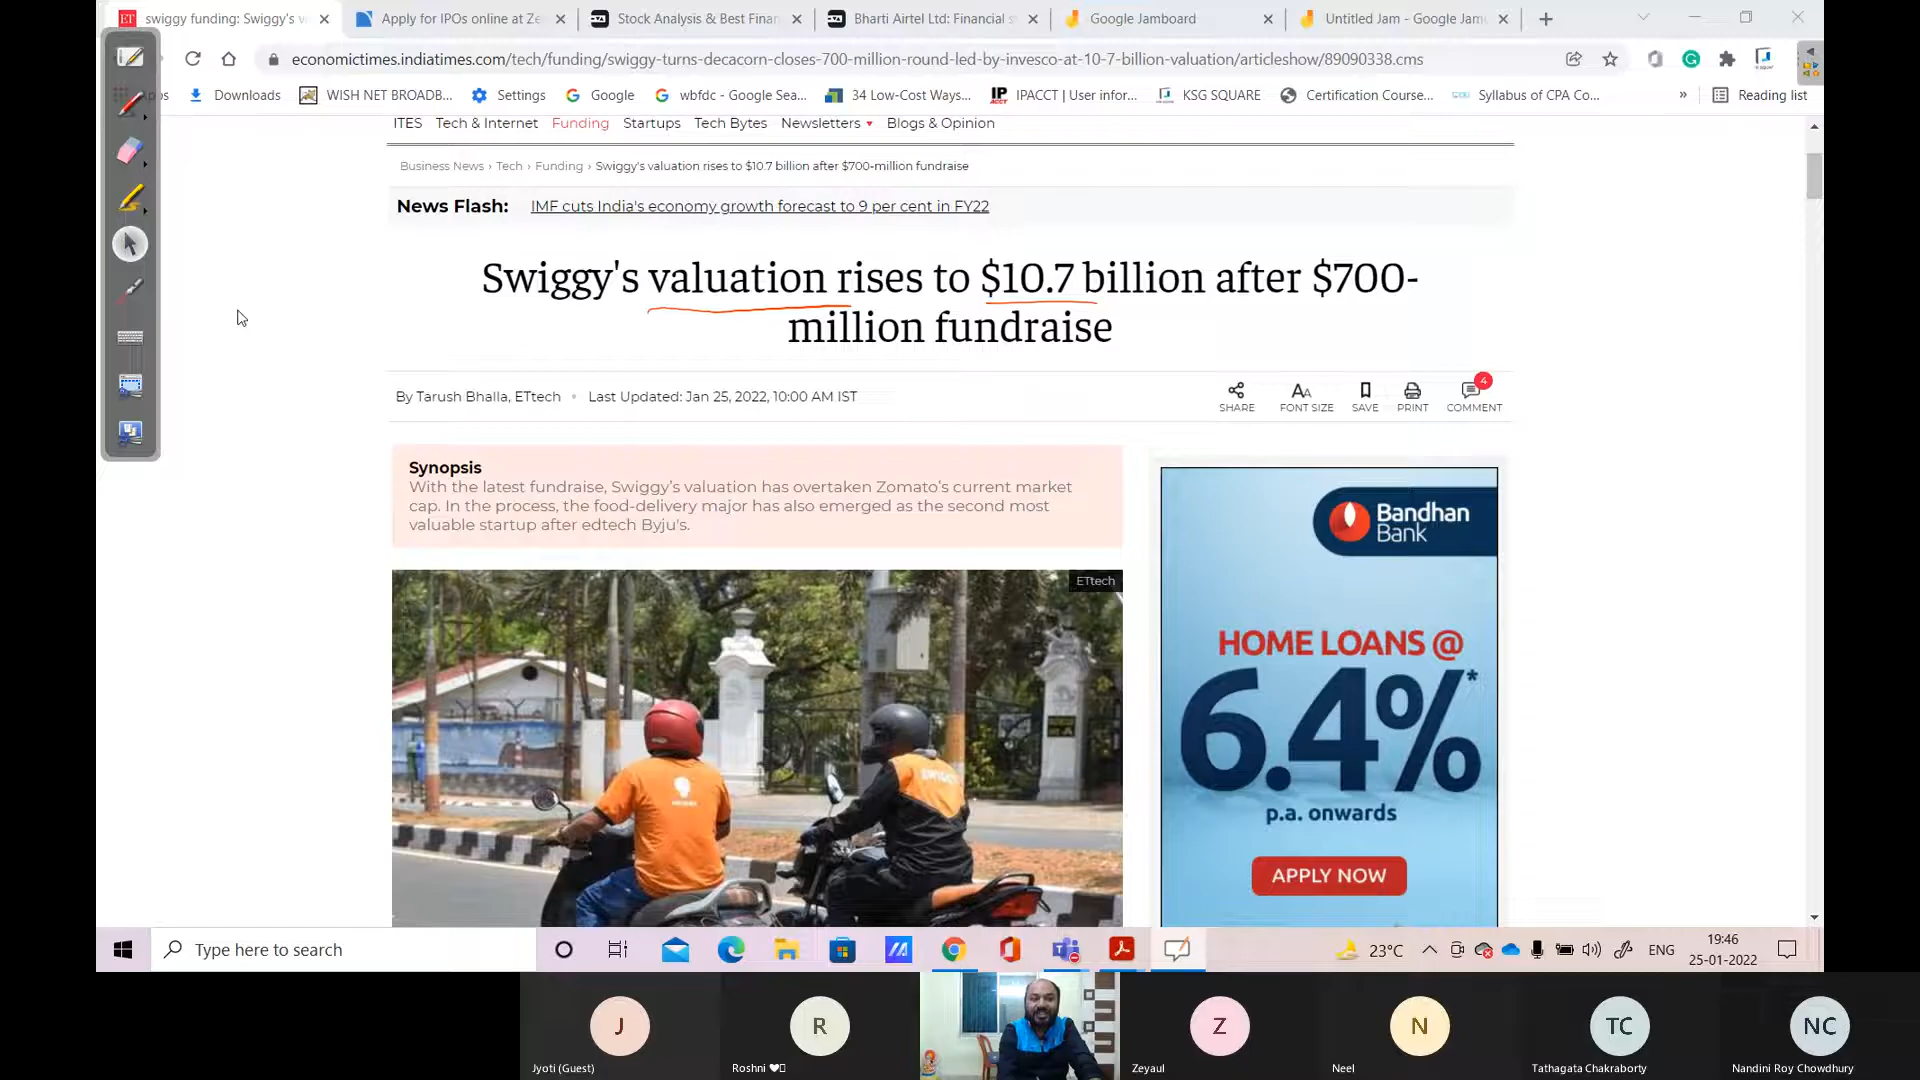 swiggy funding: Swiggy's v
Apply for IPOs online at Ze
Stock Analysis & Best Finan
Bharti Airtel Ltd: Financial s
Google Jamboard
Untitled Jam - Google Jam
economictimes.indiatimes.com/tech/funding/swiggy-turns-decacorn-closes-700-million-round-led-by-invesco-at-10-7-billion-valuation/articleshow/89090338.cms
Downloads
WISH NET BROADB...
Settings
Google
wbfdc - Google Sea...
34 Low-Cost Ways...
IPACCT | User infor...
KSG SQUARE
Certification Course...
Syllabus of CPA Co...
»
Reading list
ITES Tech & Internet Funding Startups Tech Bytes Newsletters Blogs & Opinion
Business News › Tech › Funding › Swiggy's valuation rises to $10.7 billion after $700-million fundraise
News Flash: IMF cuts India's economy growth forecast to 9 per cent in FY22
Swiggy's valuation rises to $10.7 billion after $700-
million fundraise
By Tarush Bhalla, ETtech • Last Updated: Jan 25, 2022, 10:00 AM IST
SHARE
FONT SIZE
SAVE
PRINT
4
COMMENT
Synopsis
With the latest fundraise, Swiggy's valuation has overtaken Zomato's current market
cap. In the process, the food-delivery major has also emerged as the second most
valuable startup after edtech Byju's.
ETtech
SWIGGY
Bandhan
Bank
HOME LOANS @
6.4%*
p.a. onwards
APPLY NOW
Type here to search
23°C
ENG
19:46
25-01-2022
J
Jyoti (Guest)
R
Roshni
Z
Zeyaul
N
Neel
TC
Tathagata Chakraborty
NC
Nandini Roy Chowdhury